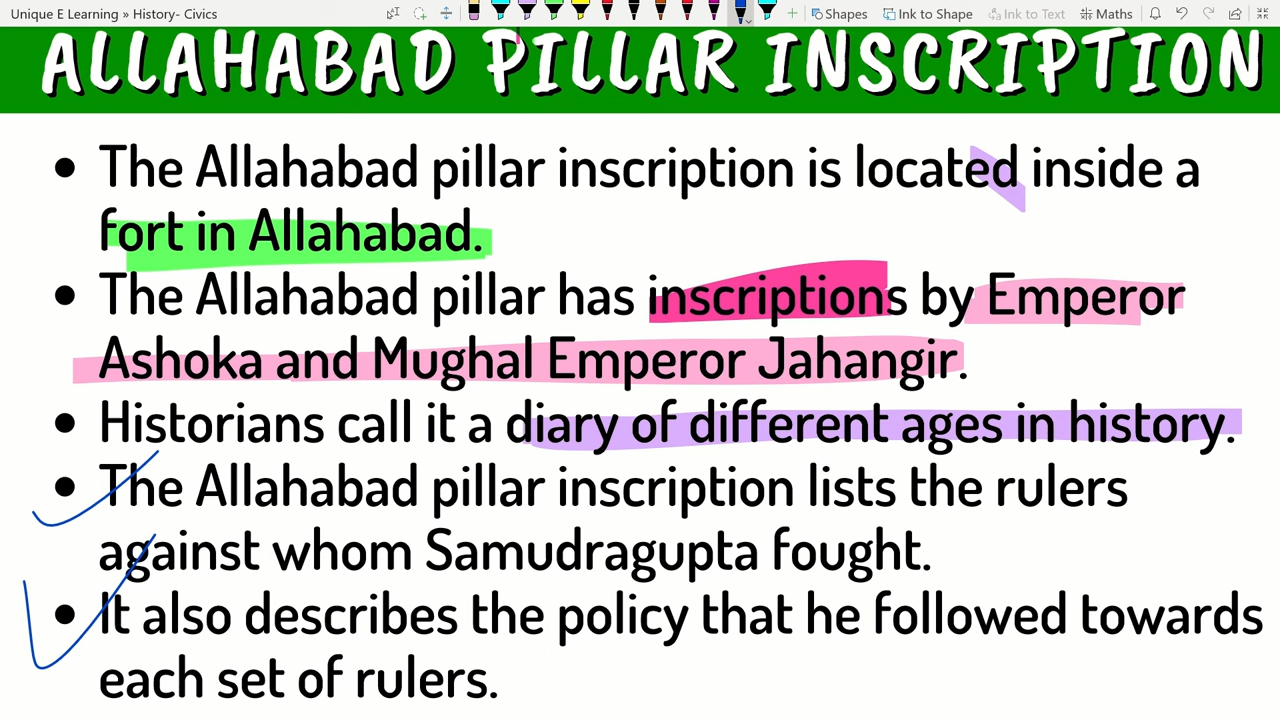 Unique E Learning » History- Civics
Shapes Ink to Shape Ink to Text Maths
ALLAHABAD PILLAR INSCRIPTION
• The Allahabad pillar inscription is located inside a
fort in Allahabad.
• The Allahabad pillar has inscriptions by Emperor
Ashoka and Mughal Emperor Jahangir.
• Historians call it a diary of different ages in history.
• The Allahabad pillar inscription lists the rulers
against whom Samudragupta fought.
• It also describes the policy that he followed towards
each set of rulers.